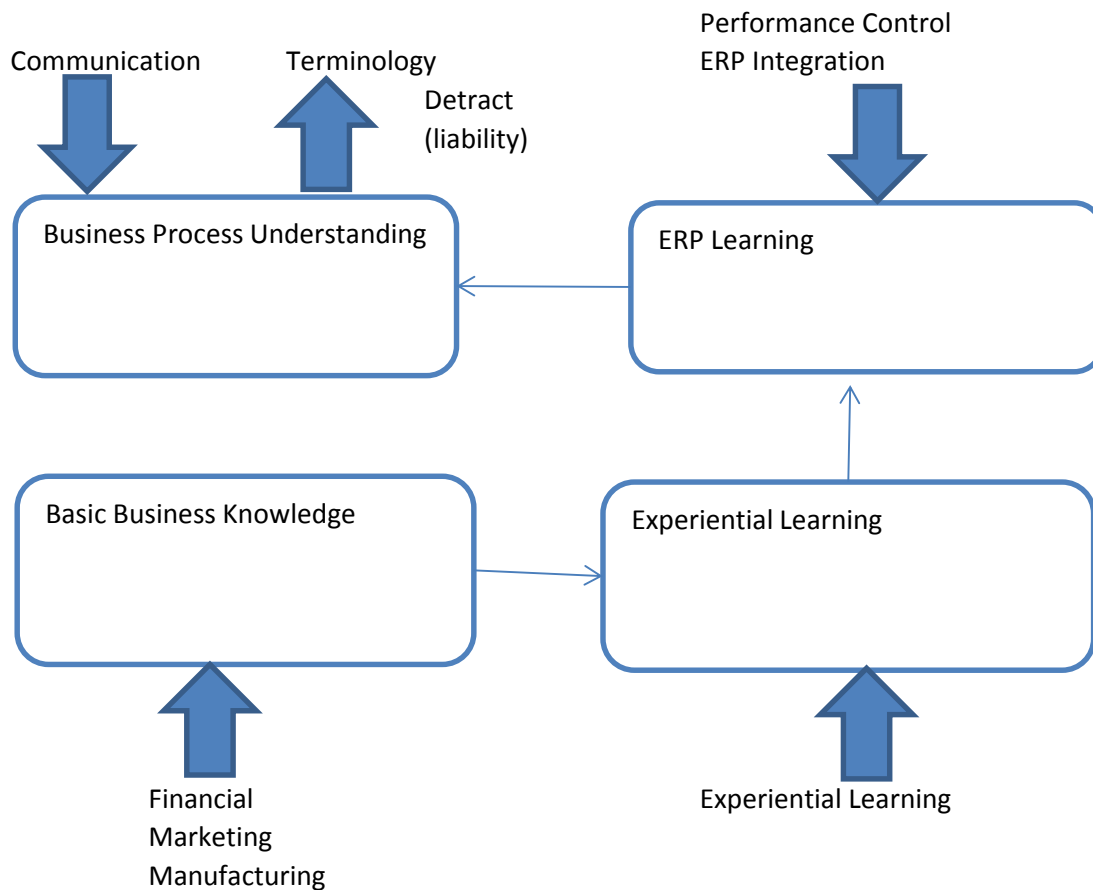 Communication
Terminology
Detract
(liability)
Performance Control
ERP Integration
Business Process Understanding
ERP Learning
Basic Business Knowledge
Experiential Learning
Financial
Marketing
Manufacturing
Experiential Learning